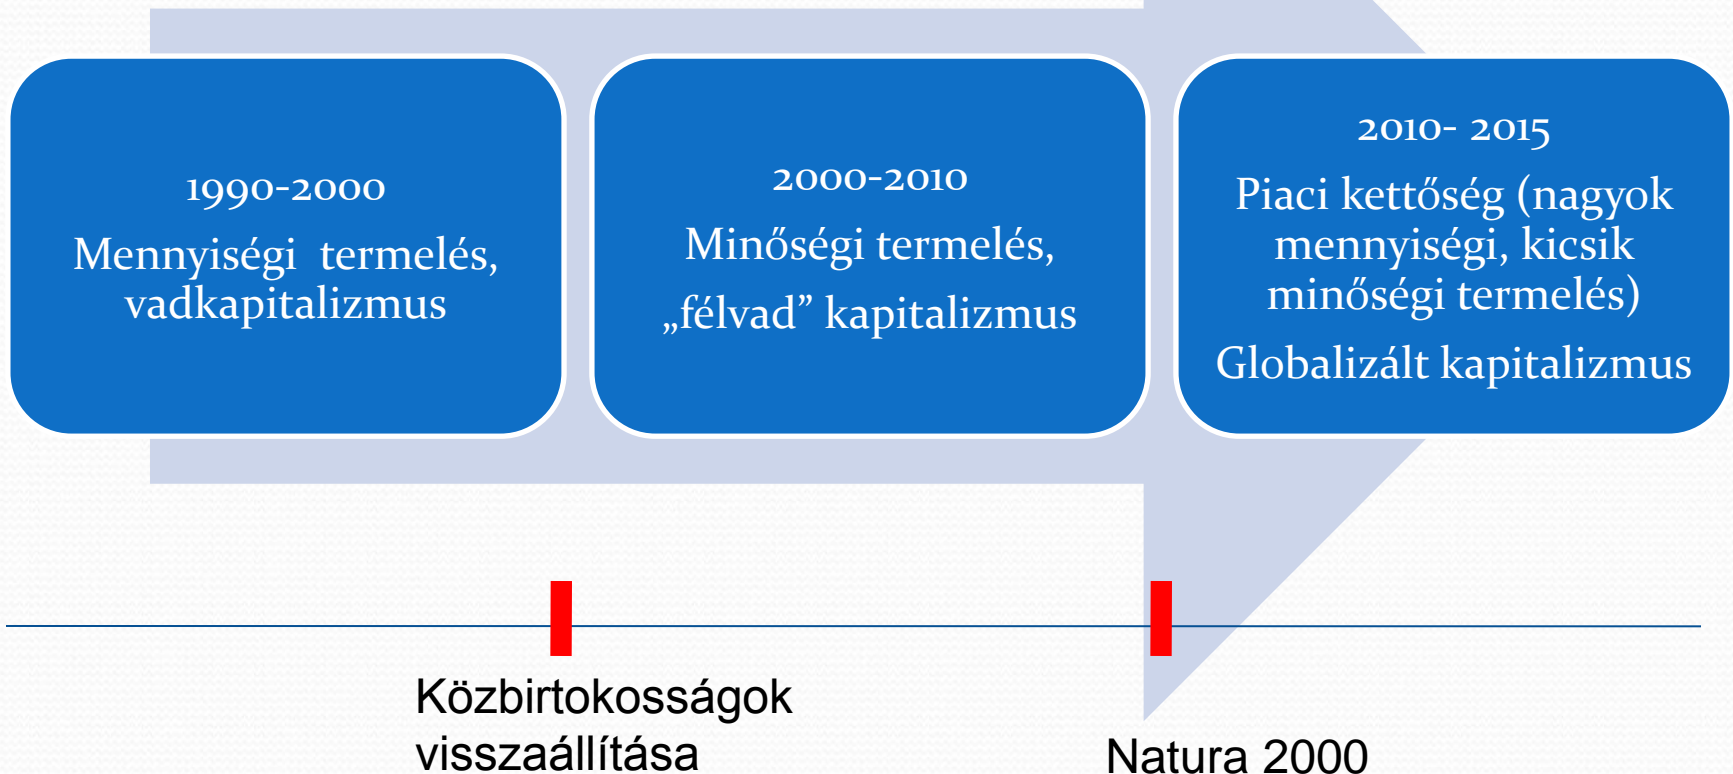 1990-2000
Mennyiségi termelés,
vadkapitalizmus
2000-2010
Minőségi termelés,
„félvad” kapitalizmus
2010- 2015
Piaci kettőség (nagyok
mennyiségi, kicsik
minőségi termelés)
Globalizált kapitalizmus
Közbirtokosságok
visszaállítása
Natura 2000